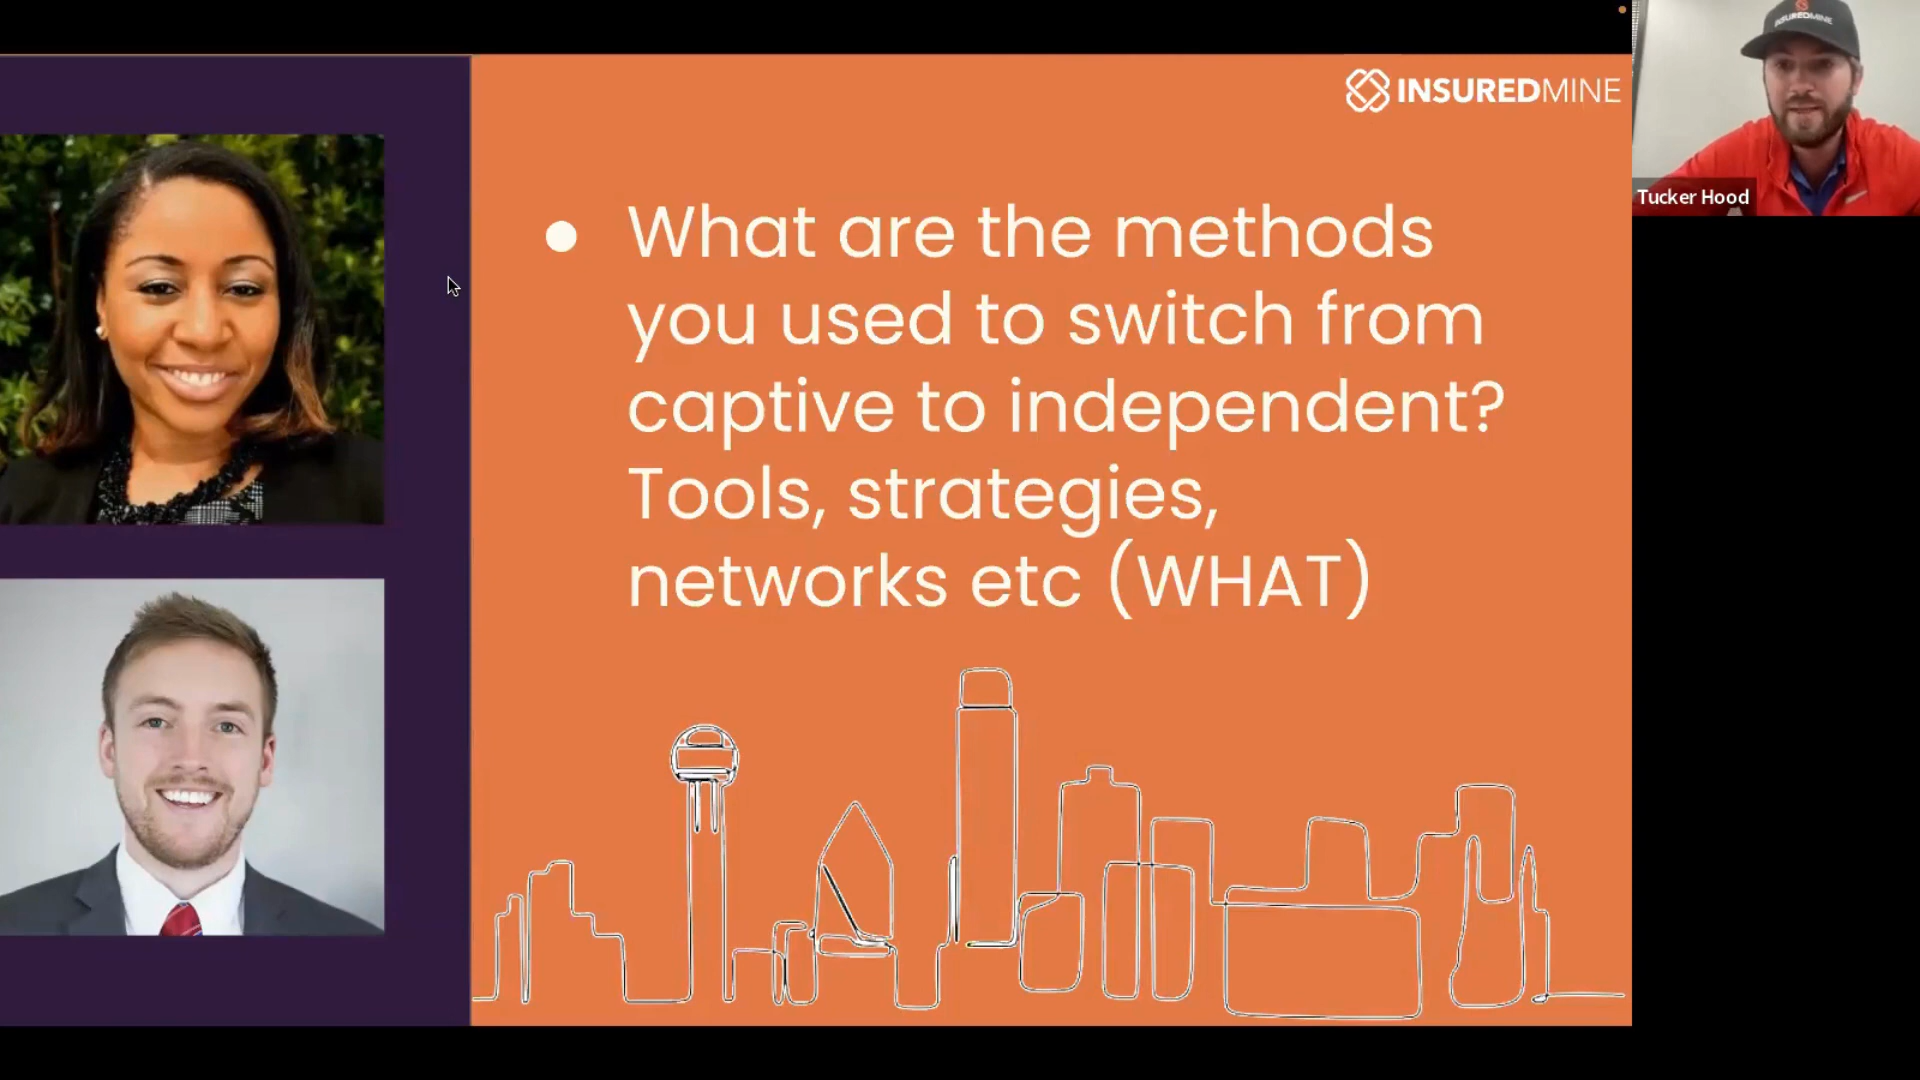 INSUREDMINE
INSUREDMINE
Tucker Hood
● What are the methods
you used to switch from
captive to independent?
Tools, strategies,
networks etc (WHAT)